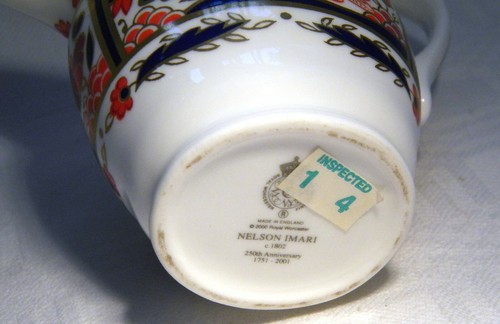 INSPECTED
1 4
MADE IN ENGLAND
© 2000 Royal Worcester
NELSON IMARI
c.1802
250th Anniversary
1751 - 2001